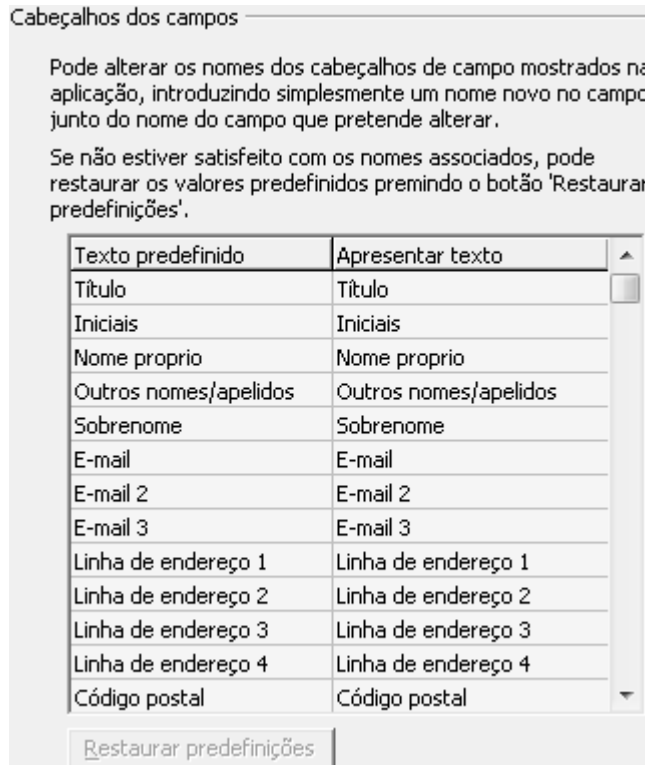 Cabeçalhos dos campos
Pode alterar os nomes dos cabeçalhos de campo mostrados na
aplicação, introduzindo simplesmente um nome novo no campo
junto do nome do campo que pretende alterar.
Se não estiver satisfeito com os nomes associados, pode
restaurar os valores predefinidos premindo o botão 'Restaurar
predefinições'.
Texto predefinido Apresentar texto
Título Título
Iniciais Iniciais
Nome proprio Nome proprio
Outros nomes/apelidos Outros nomes/apelidos
Sobrenome Sobrenome
E-mail E-mail
E-mail 2 E-mail 2
E-mail 3 E-mail 3
Linha de endereço 1 Linha de endereço 1
Linha de endereço 2 Linha de endereço 2
Linha de endereço 3 Linha de endereço 3
Linha de endereço 4 Linha de endereço 4
Código postal Código postal
Restaurar predefinições